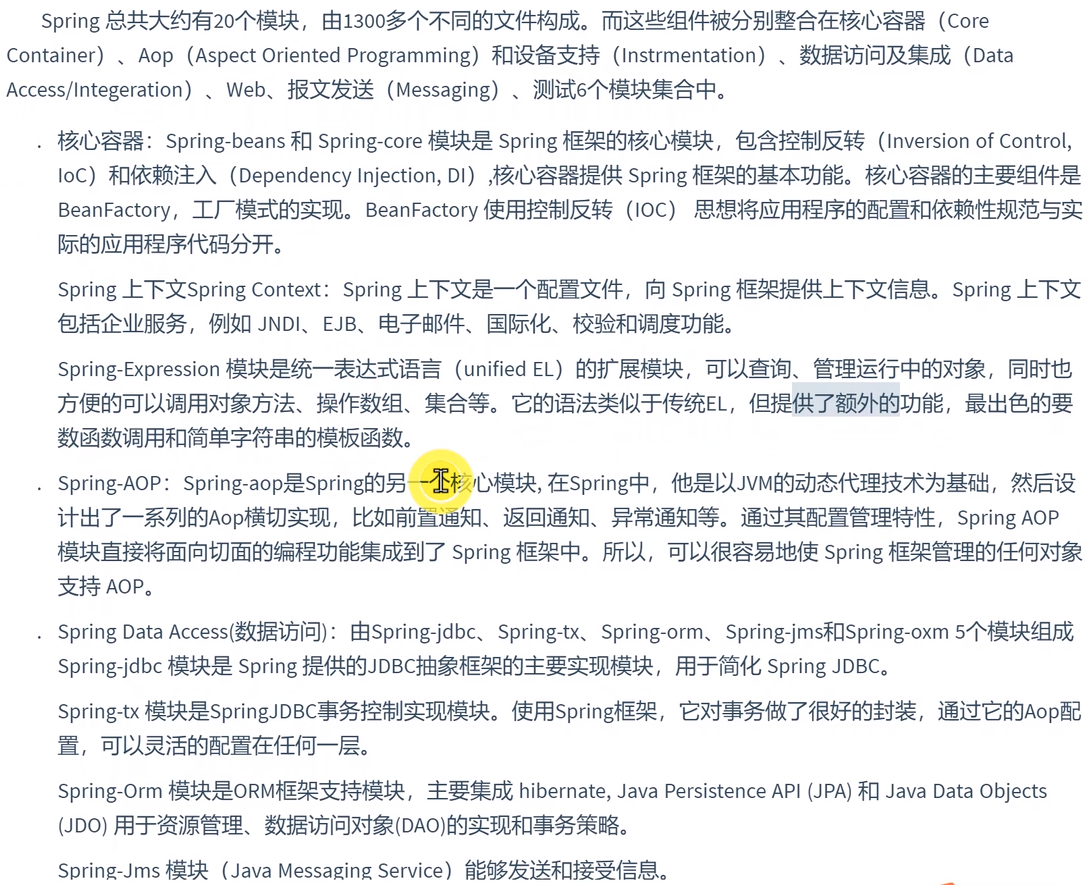 Spring 总共大约有20个模块，由1300多个不同的文件构成。而这些组件被分别整合在核心容器（Core
Container）、Aop（Aspect Oriented Programming）和设备支持（Instrmentation）、数据访问及集成（Data
Access/Integeration）、Web、报文发送（Messaging）、测试6个模块集合中。
. 核心容器：Spring-beans 和 Spring-core 模块是 Spring 框架的核心模块，包含控制反转（Inversion of Control,
IoC）和依赖注入（Dependency Injection, DI）,核心容器提供 Spring 框架的基本功能。核心容器的主要组件是
BeanFactory，工厂模式的实现。BeanFactory 使用控制反转（IOC） 思想将应用程序的配置和依赖性规范与实
际的应用程序代码分开。
Spring 上下文Spring Context：Spring 上下文是一个配置文件，向 Spring 框架提供上下文信息。Spring 上下文
包括企业服务，例如 JNDI、EJB、电子邮件、国际化、校验和调度功能。
Spring-Expression 模块是统一表达式语言（unified EL）的扩展模块，可以查询、管理运行中的对象，同时也
方便的可以调用对象方法、操作数组、集合等。它的语法类似于传统EL，但提供了额外的功能，最出色的要
数函数调用和简单字符串的模板函数。
. Spring-AOP：Spring-aop是Spring的另一个核心模块, 在Spring中，他是以JVM的动态代理技术为基础，然后设
计出了一系列的Aop横切实现，比如前置通知、返回通知、异常通知等。通过其配置管理特性，Spring AOP
模块直接将面向切面的编程功能集成到了 Spring 框架中。所以，可以很容易地使 Spring 框架管理的任何对象
支持 AOP。
. Spring Data Access(数据访问)：由Spring-jdbc、Spring-tx、Spring-orm、Spring-jms和Spring-oxm 5个模块组成
Spring-jdbc 模块是 Spring 提供的JDBC抽象框架的主要实现模块，用于简化 Spring JDBC。
Spring-tx 模块是SpringJDBC事务控制实现模块。使用Spring框架，它对事务做了很好的封装，通过它的Aop配
置，可以灵活的配置在任何一层。
Spring-Orm 模块是ORM框架支持模块，主要集成 hibernate, Java Persistence API (JPA) 和 Java Data Objects
(JDO) 用于资源管理、数据访问对象(DAO)的实现和事务策略。
Spring-Jms 模块（Java Messaging Service）能够发送和接受信息。